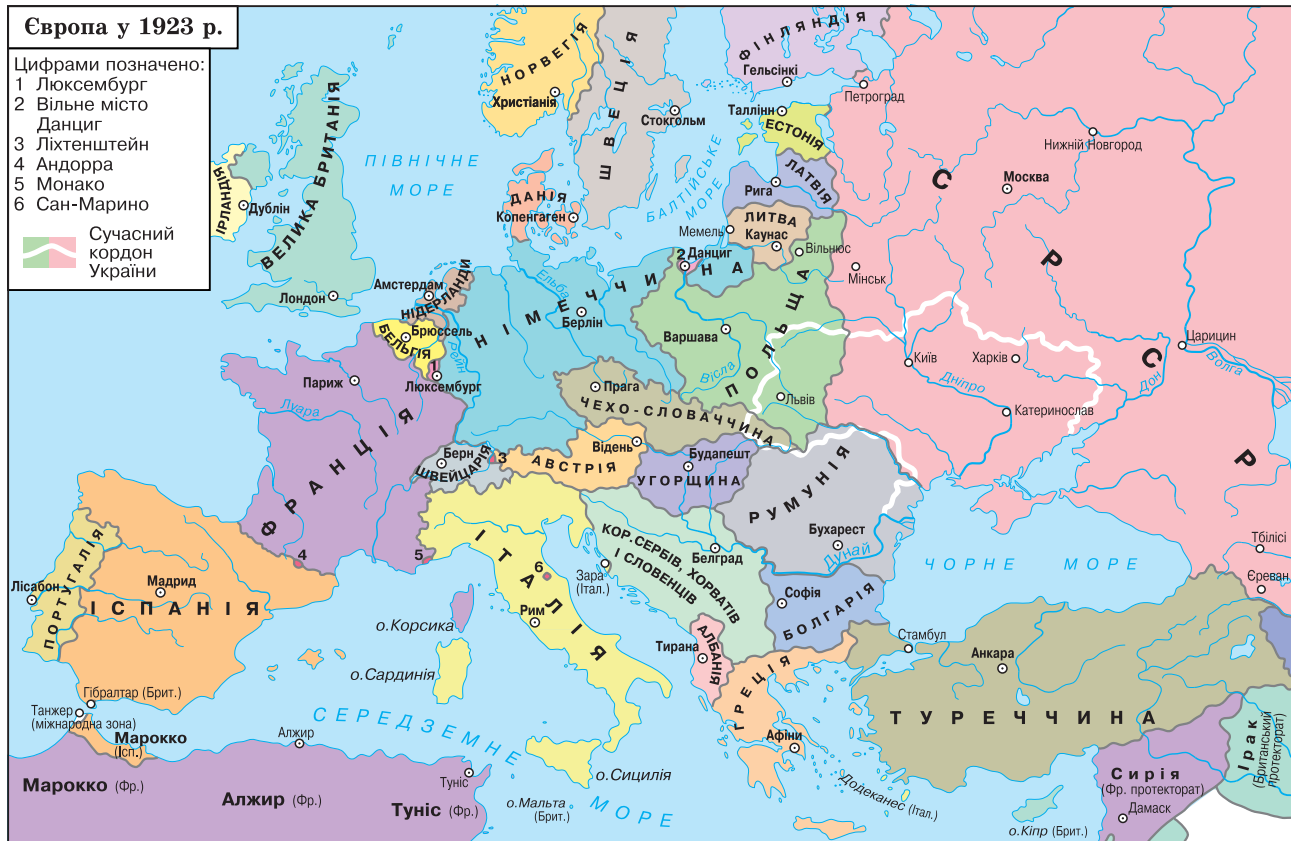 Європа у 1923 р.
Цифрами позначено:
1 Люксембург
2 Вільне місто
Данциг
3 Ліхтенштейн
4 Андорра
5 Монако
6 Сан-Марино
Сучасний
кордон
України
НОРВЕГІЯ
Христіанія
ШВЕЦІЯ
Стокгольм
ФІНЛЯНДІЯ
Гельсінкі
Петроград
Таллінн
ЕСТОНІЯ
ЛАТВІЯ
Рига
ЛИТВА
Каунас
Мемель
Вільнюс
Мінськ
Нижній Новгород
Москва
С Р С Р
ПІВНІЧНЕ
МОРЕ
БАЛТІЙСЬКЕ
МОРЕ
ІРЛАНДІЯ
Дублін
ВЕЛИКА БРИТАНІЯ
Лондон
ДАНІЯ
Копенгаген
Амстердам
НІДЕРЛАНДИ
Брюссель
БЕЛЬГІЯ
1
Люксембург
Рейн
Ельба
НІМЕЧЧИНА
Берлін
2
Данциг
ПОЛЬЩА
Варшава
Вісла
Львів
Київ
Харків
Дніпро
Катеринослав
Дон
Царицин
Волга
Париж
Луара
ФРАНЦІЯ
Прага
ЧЕХО-СЛОВАЧЧИНА
Берн
ШВЕЙЦАРІЯ
3
АВСТРІЯ
Відень
Будапешт
УГОРЩИНА
РУМУНІЯ
Бухарест
Дунай
КОР.СЕРБІВ, ХОРВАТІВ
І СЛОВЕНЦІВ
Белград
Зара
(Італ.)
ІТАЛІЯ
6
Рим
4
5
о.Корсика
о.Сардинія
о.Сицилія
о.Мальта
(Брит.)
ПОРТУГАЛІЯ
Лісабон
Мадрид
ІСПАНІЯ
Гібралтар (Брит.)
Танжер
(міжнародна зона)
Марокко
(Ісп.)
Марокко (Фр.)
Алжир
Алжир (Фр.)
Туніс
Туніс (Фр.)
СЕРЕДЗЕМНЕ
МОРЕ
Софія
БОЛГАРІЯ
АЛБАНІЯ
Тирана
ГРЕЦІЯ
Афіни
Додеканес (Італ.)
ЧОРНЕ МОРЕ
Стамбул
Анкара
ТУРЕЧЧИНА
Тбілісі
Єреван
о.Кіпр (Брит.)
Сирія
(Фр. протекторат)
Дамаск
Ірак
(Британський
протекторат)